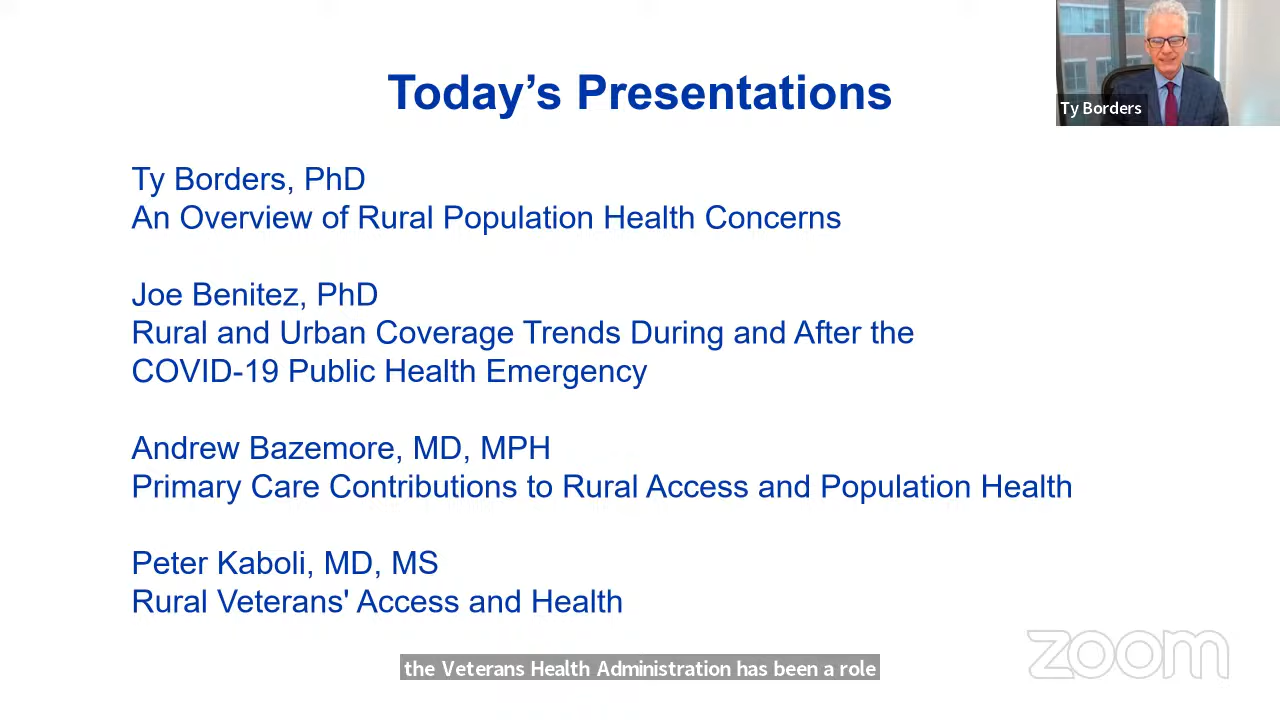 Today's Presentations
Ty Borders
Ty Borders, PhD
An Overview of Rural Population Health Concerns
Joe Benitez, PhD
Rural and Urban Coverage Trends During and After the
COVID-19 Public Health Emergency
Andrew Bazemore, MD, MPH
Primary Care Contributions to Rural Access and Population Health
Peter Kaboli, MD, MS
Rural Veterans' Access and Health
zoom
the Veterans Health Administration has been a role